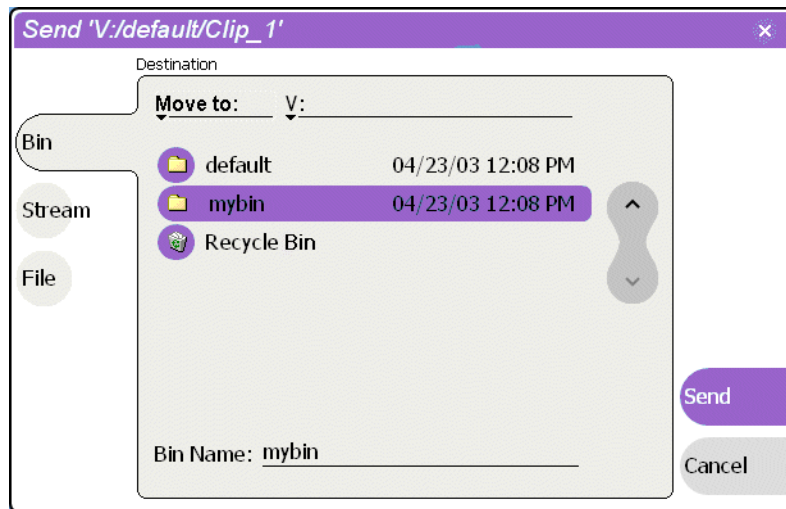 Send 'V:/default/Clip_1'
Destination
Move to: V:
Bin
default 04/23/03 12:08 PM
mybin 04/23/03 12:08 PM
Stream
Recycle Bin
File
Send
Bin Name: mybin
Cancel